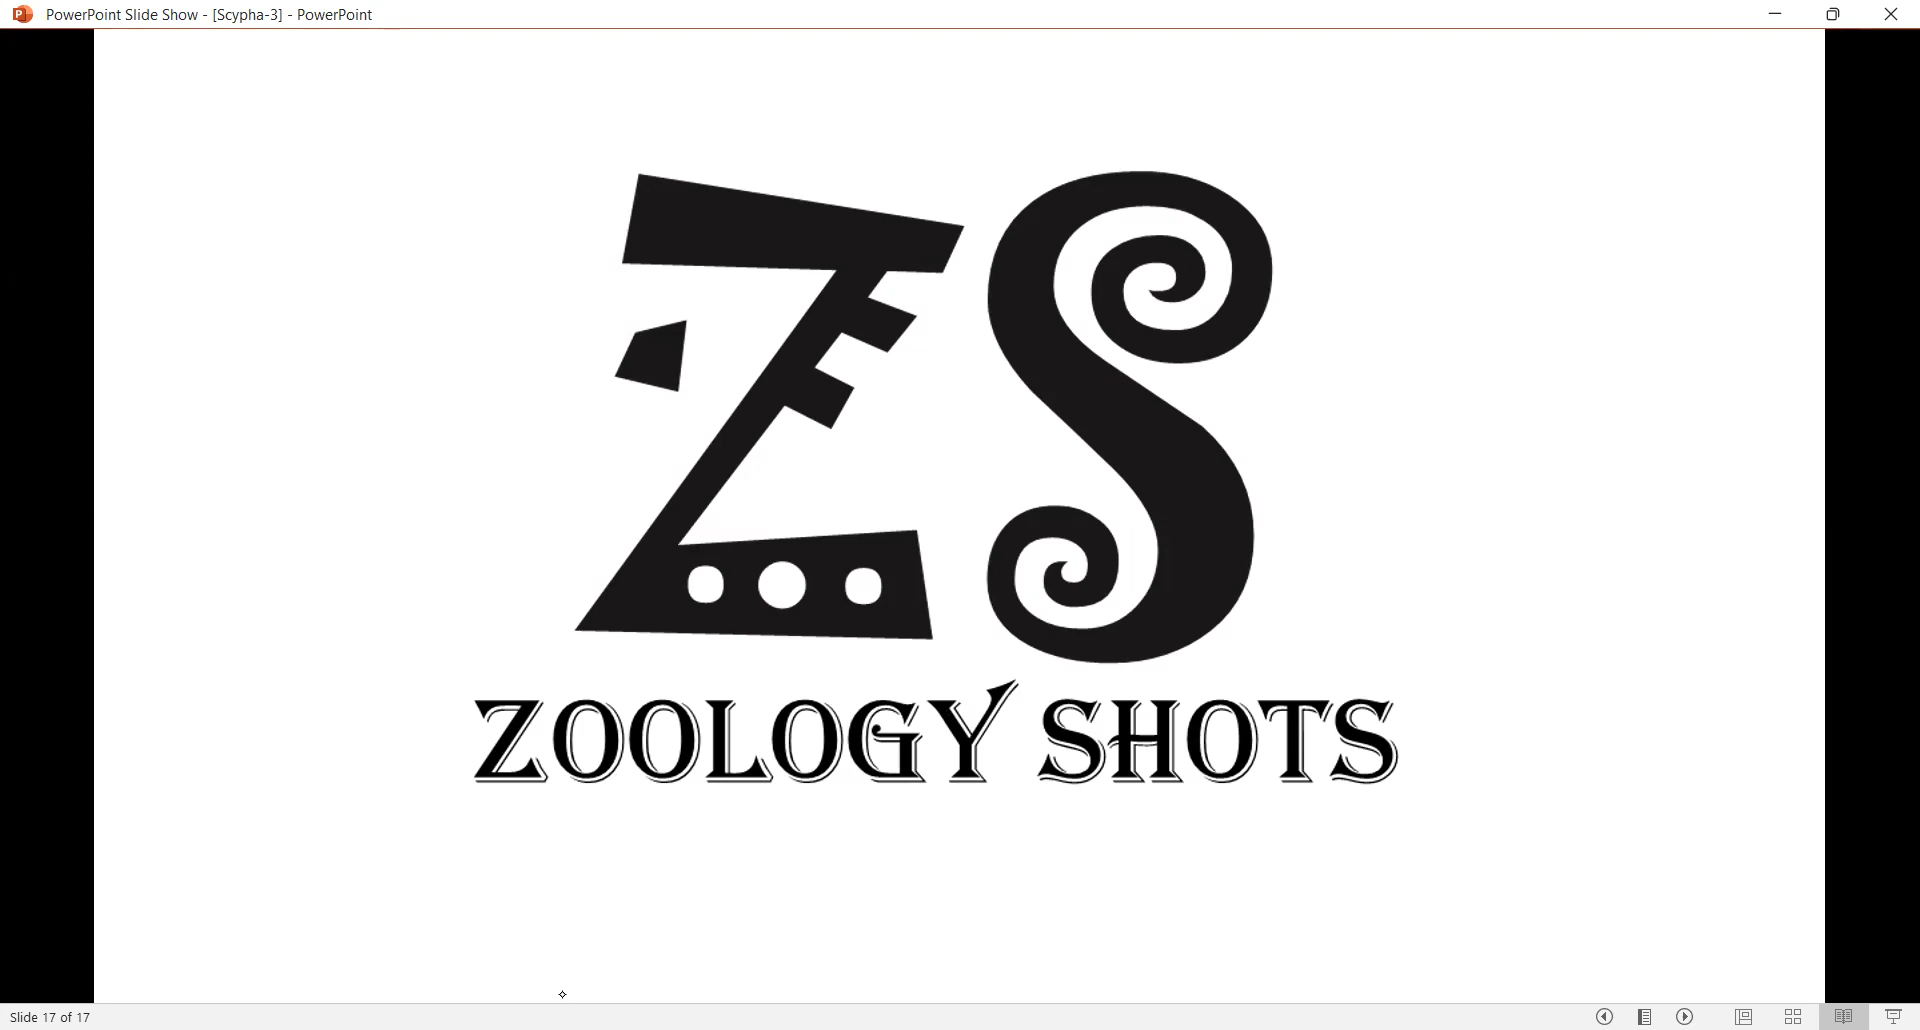 PowerPoint Slide Show - [Scypha-3] - PowerPoint
ZS
ZOOLOGY SHOTS
Slide 17 of 17